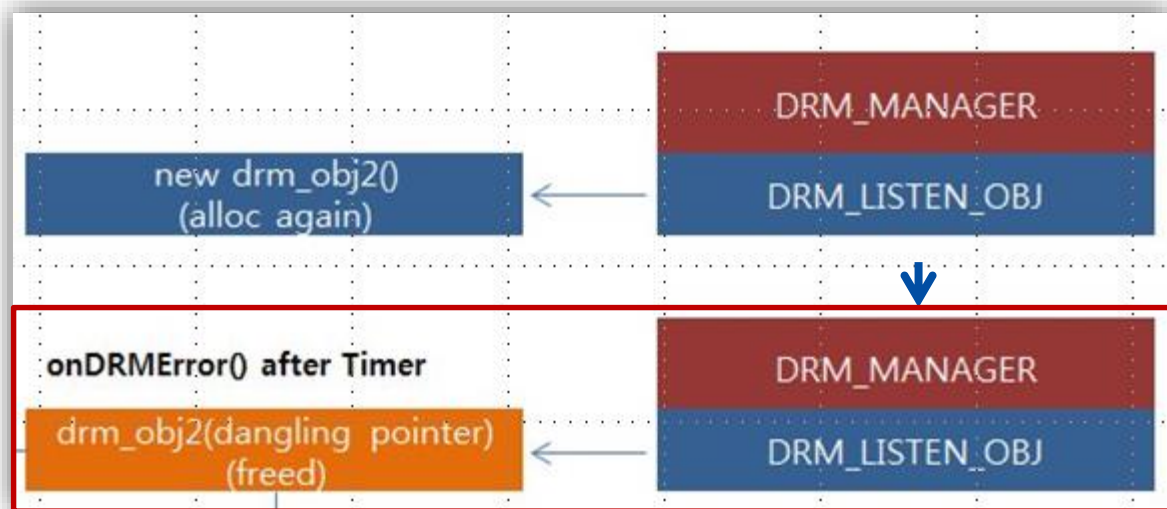 DRM_MANAGER
new drm_obj2()
(alloc again)
DRM_LISTEN_OBJ
onDRMError() after Timer
DRM_MANAGER
drm_obj2(dangling pointer)
(freed)
DRM_LISTEN_OBJ